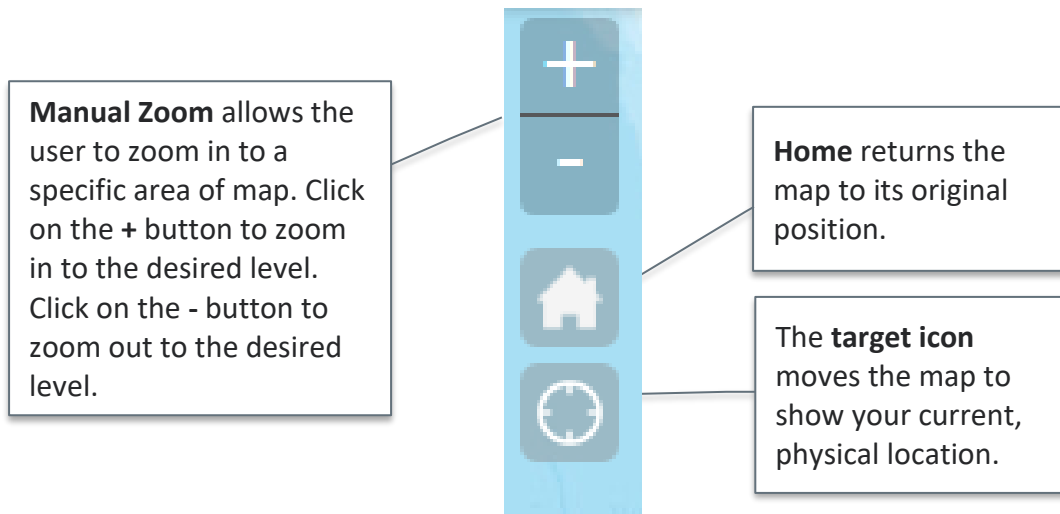 Manual Zoom allows the
user to zoom in to a
specific area of map. Click
on the + button to zoom
in to the desired level.
Click on the - button to
zoom out to the desired
level.
+
-
Home returns the
map to its original
position.
The target icon
moves the map to
show your current,
physical location.